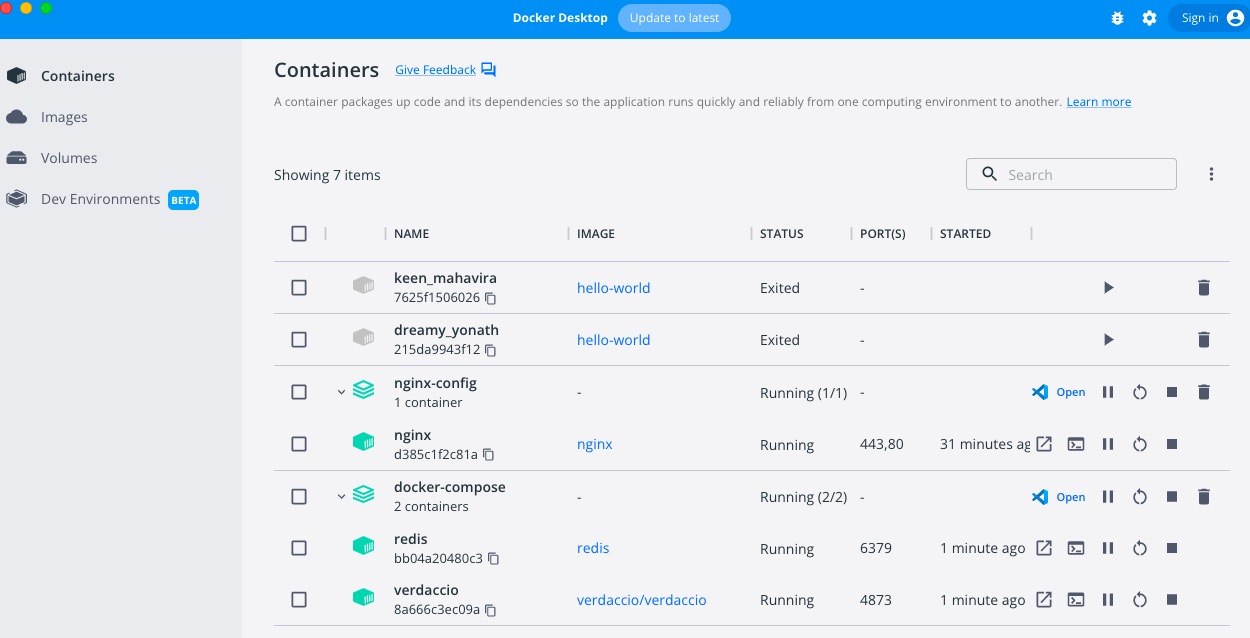 Docker Desktop Update to latest Sign in
Containers
Images
Volumes
Dev Environments BETA
Containers Give Feedback
A container packages up code and its dependencies so the application runs quickly and reliably from one computing environment to another. Learn more
Showing 7 items
Search
NAME IMAGE STATUS PORT(S) STARTED
keen_mahavira
7625f1506026
hello-world Exited -
dreamy_yonath
215da9943f12
hello-world Exited -
nginx-config
1 container
- Running (1/1) - Open
nginx
d385c1f2c81a
nginx Running 443,80 31 minutes ag
docker-compose
2 containers
- Running (2/2) - Open
redis
bb04a20480c3
redis Running 6379 1 minute ago
verdaccio
8a666c3ec09a
verdaccio/verdaccio Running 4873 1 minute ago